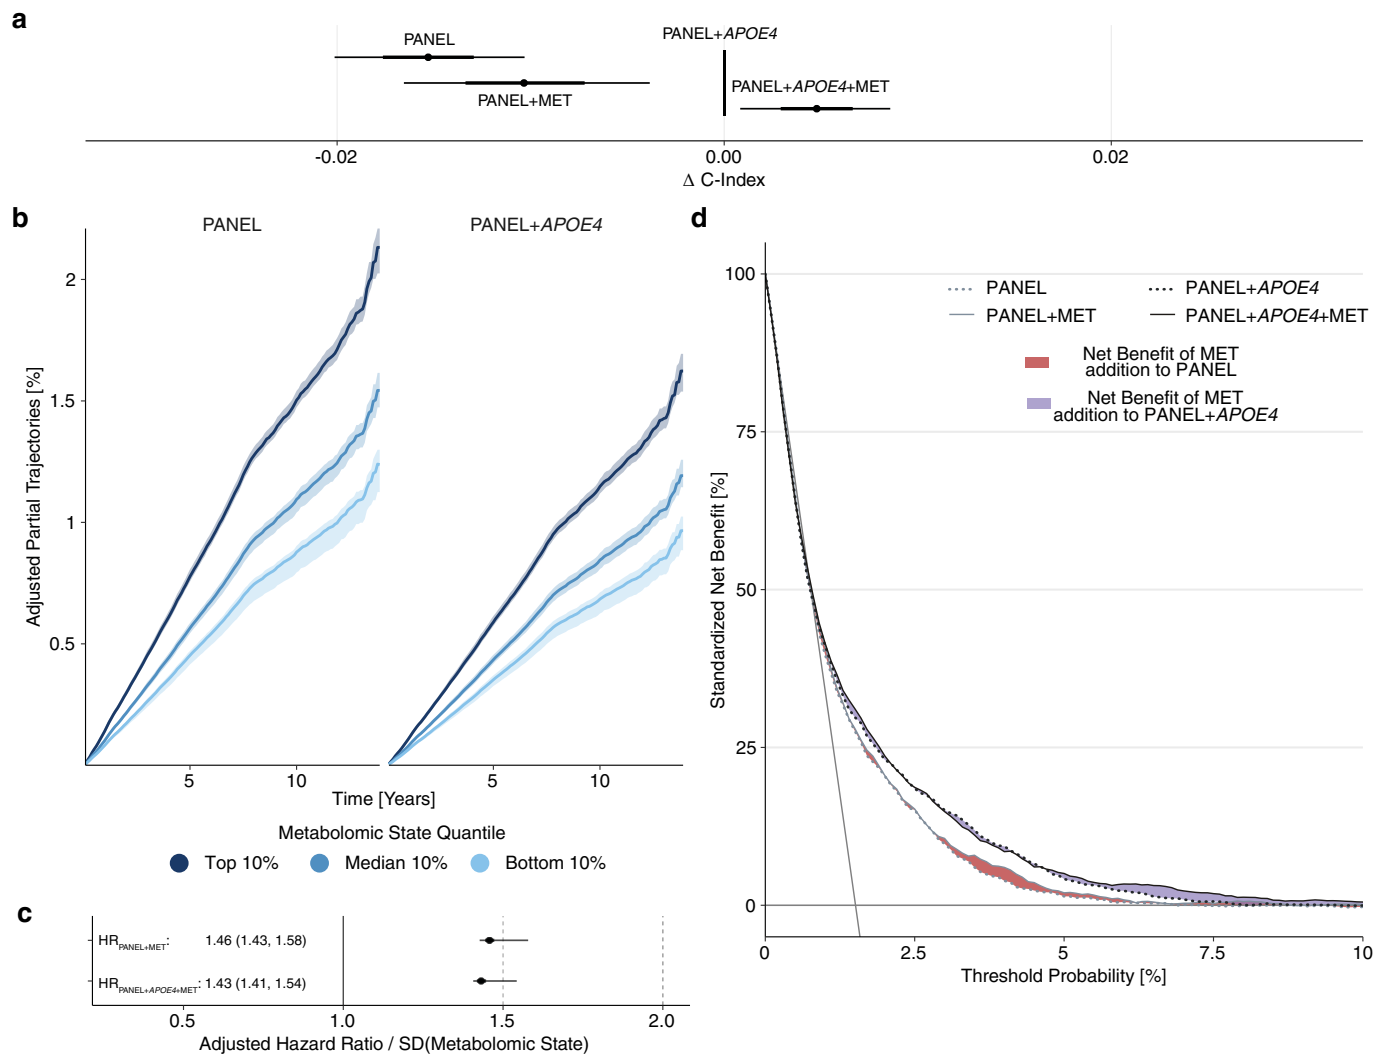 a
PANEL
PANEL+APOE4
PANEL+MET
PANEL+APOE4+MET
-0.02
0.00
0.02
Δ C-Index
b
PANEL
PANEL+APOE4
Adjusted Partial Trajectories [%]
2
1.5
1
0.5
5
10
5
10
Time [Years]
Metabolomic State Quantile
Top 10%
Median 10%
Bottom 10%
c
HRPANEL+MET: 1.46 (1.43, 1.58)
HRPANEL+APOE4+MET: 1.43 (1.41, 1.54)
0.5
1.0
1.5
2.0
Adjusted Hazard Ratio / SD(Metabolomic State)
d
PANEL
PANEL+APOE4
PANEL+MET
PANEL+APOE4+MET
Net Benefit of MET
addition to PANEL
Net Benefit of MET
addition to PANEL+APOE4
Standardized Net Benefit [%]
100
75
50
25
0
0
2.5
5
7.5
10
Threshold Probability [%]